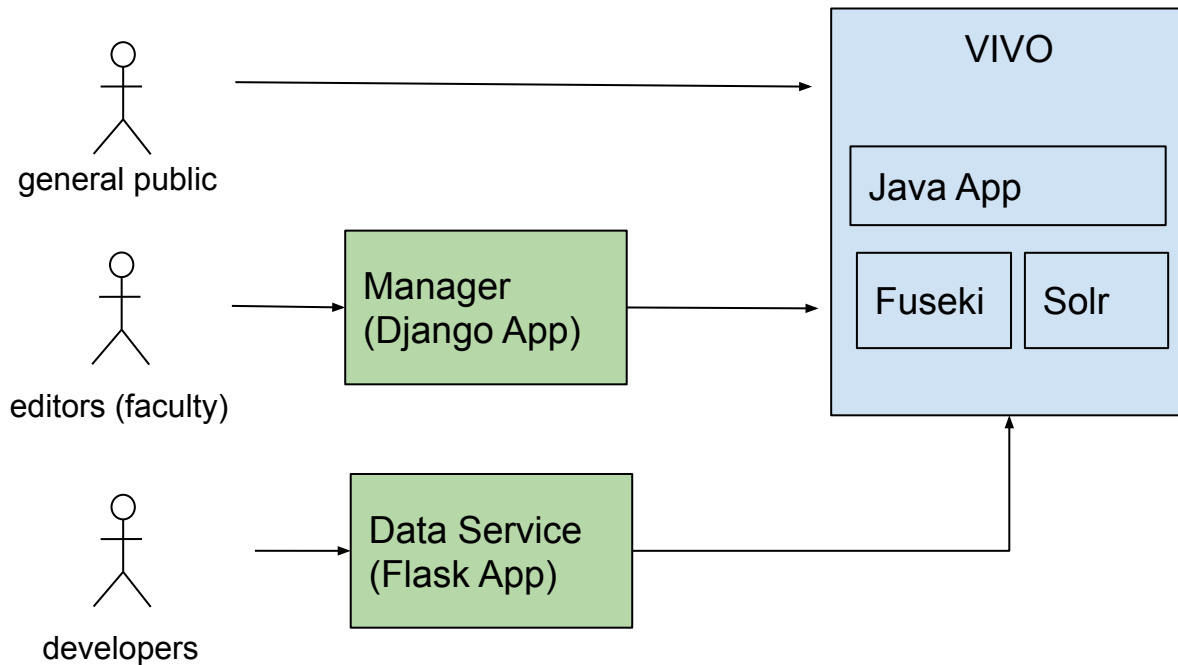 VIVO
general public
Java App
Manager
(Django App)
Fuseki
Solr
editors (faculty)
Data Service
(Flask App)
developers